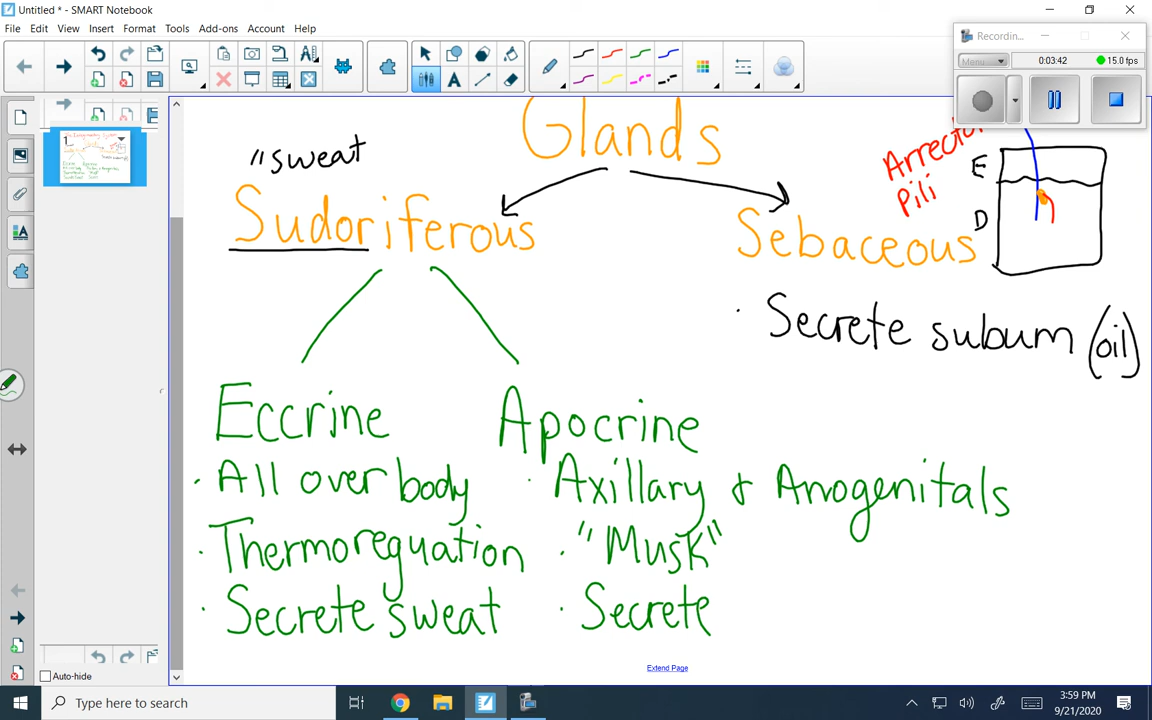 Untitled * - SMART Notebook
File Edit View Insert Format Tools Add-ons Account Help
Recordin...
Menu
0:03:42
15.0 fps
Glands
"sweat
Sudoriferous
Sebaceous
Arrector
Pili
E
D
· Secrete subum (oil)
Eccrine
Apocrine
· All over body
· Axillary & Anogenitals
· Thermoreguation
· "Musk"
· Secrete sweat
· Secrete
Extend Page
Auto-hide
Type here to search
3:59 PM
9/21/2020